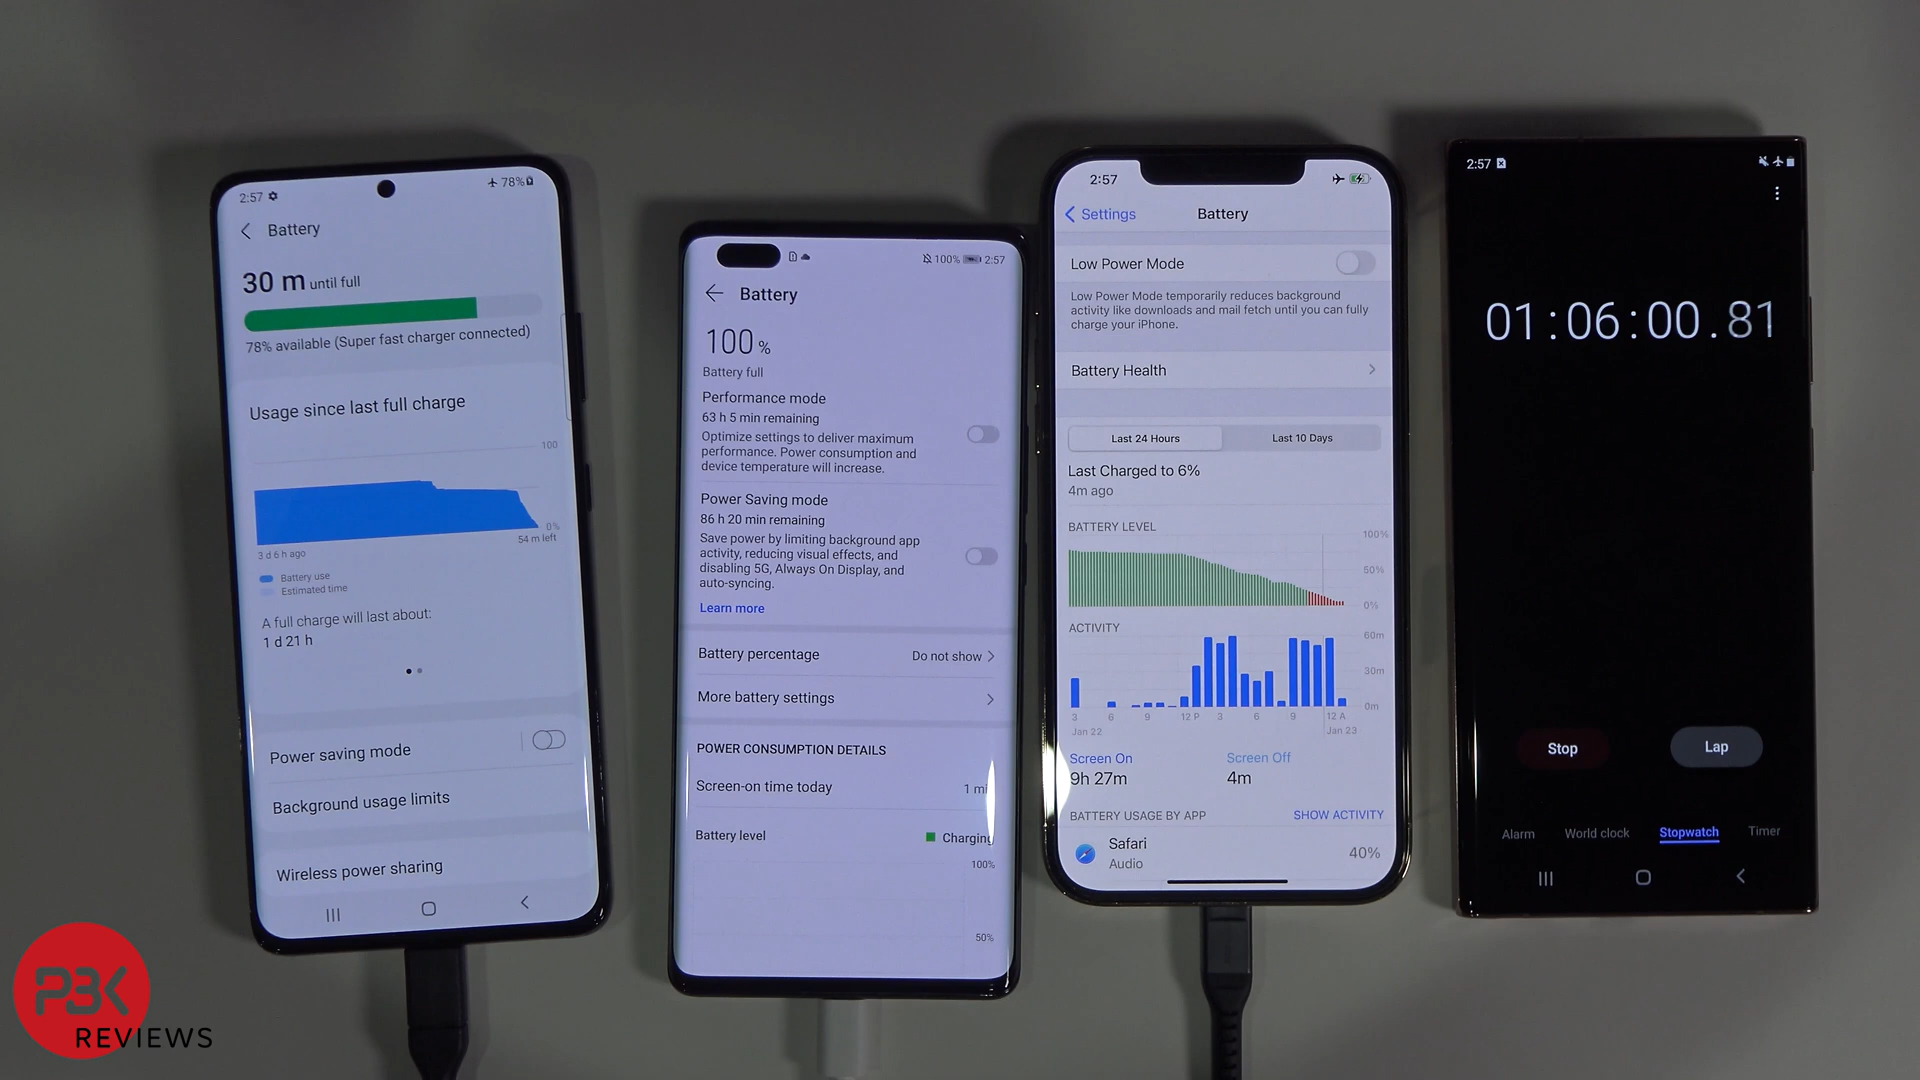 2:57
78%
Battery
30 m until full
78% available (Super fast charger connected)
Usage since last full charge
100
0%
3 d 6 h ago
54 m left
Battery use
Estimated time
A full charge will last about:
1 d 21 h
Power saving mode
Background usage limits
Wireless power sharing
100% 2:57
Battery
100 %
Battery full
Performance mode
63 h 5 min remaining
Optimize settings to deliver maximum
performance. Power consumption and
device temperature will increase.
Power Saving mode
86 h 20 min remaining
Save power by limiting background app
activity, reducing visual effects, and
disabling 5G, Always On Display, and
auto-syncing.
Learn more
Battery percentage Do not show
More battery settings
POWER CONSUMPTION DETAILS
Screen-on time today 1 mi
Battery level Charging
100%
50%
2:57
Settings Battery
Low Power Mode
Low Power Mode temporarily reduces background
activity like downloads and mail fetch until you can fully
charge your iPhone.
Battery Health
Last 24 Hours Last 10 Days
Last Charged to 6%
4m ago
BATTERY LEVEL
100%
50%
0%
ACTIVITY
60m
30m
0m
3 6 9 12 P 3 6 9 12 A
Jan 22 Jan 23
Screen On Screen Off
9h 27m 4m
BATTERY USAGE BY APP SHOW ACTIVITY
Safari
Audio
40%
2:57
01:06:00.81
Stop Lap
Alarm World clock Stopwatch Timer
P3K
REVIEWS